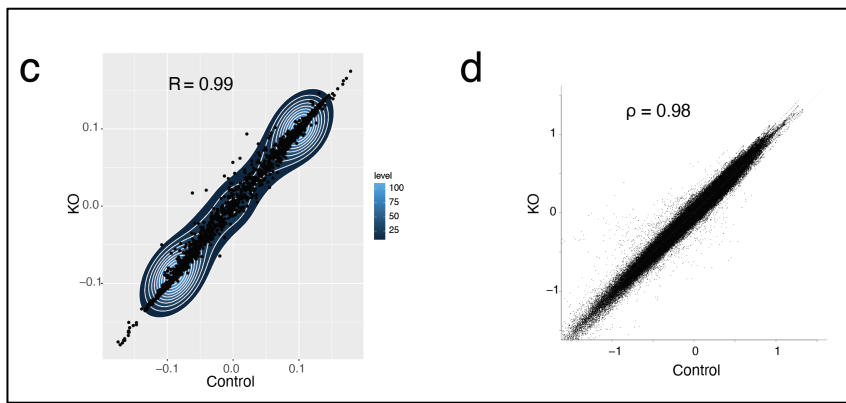 c
R = 0.99
KO
0.1
0.0
−0.1
−0.1
0.0
0.1
Control
level
100
75
50
25
d
ρ = 0.98
KO
1
0
−1
−1
0
1
Control